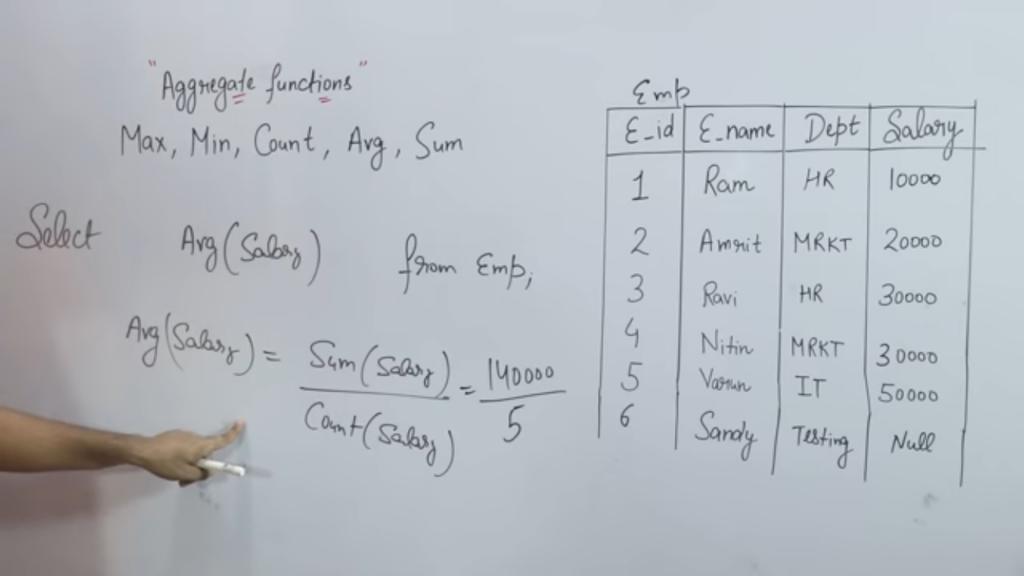 "Aggregate functions"
Max, Min, Count, Avg, Sum
Select Avg(Salary) from Emp;
Avg(Salary) = Sum(Salary) = 140000
Count(Salary) 5
Emp
E_id E_name Dept Salary
1 Ram HR 10000
2 Amrit MRKT 20000
3 Ravi HR 30000
4 Nitin MRKT 30000
5 Varun IT 50000
6 Sandy Testing Null